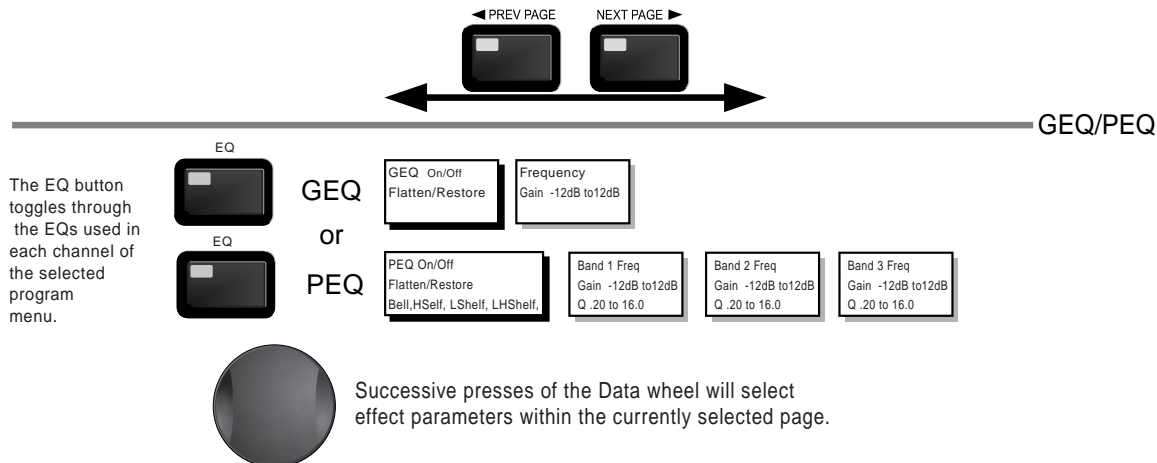 ◄ PREV PAGE NEXT PAGE ►
GEQ/PEQ
The EQ button
toggles through
the EQs used in
each channel of
the selected
program
menu.
EQ
GEQ
GEQ On/Off
Flatten/Restore
Frequency
Gain -12dB to12dB
or
EQ
PEQ
PEQ On/Off
Flatten/Restore
Bell,HSelf, LShelf, LHShelf,
Band 1 Freq
Gain -12dB to12dB
Q .20 to 16.0
Band 2 Freq
Gain -12dB to12dB
Q .20 to 16.0
Band 3 Freq
Gain -12dB to12dB
Q .20 to 16.0
Successive presses of the Data wheel will select
effect parameters within the currently selected page.